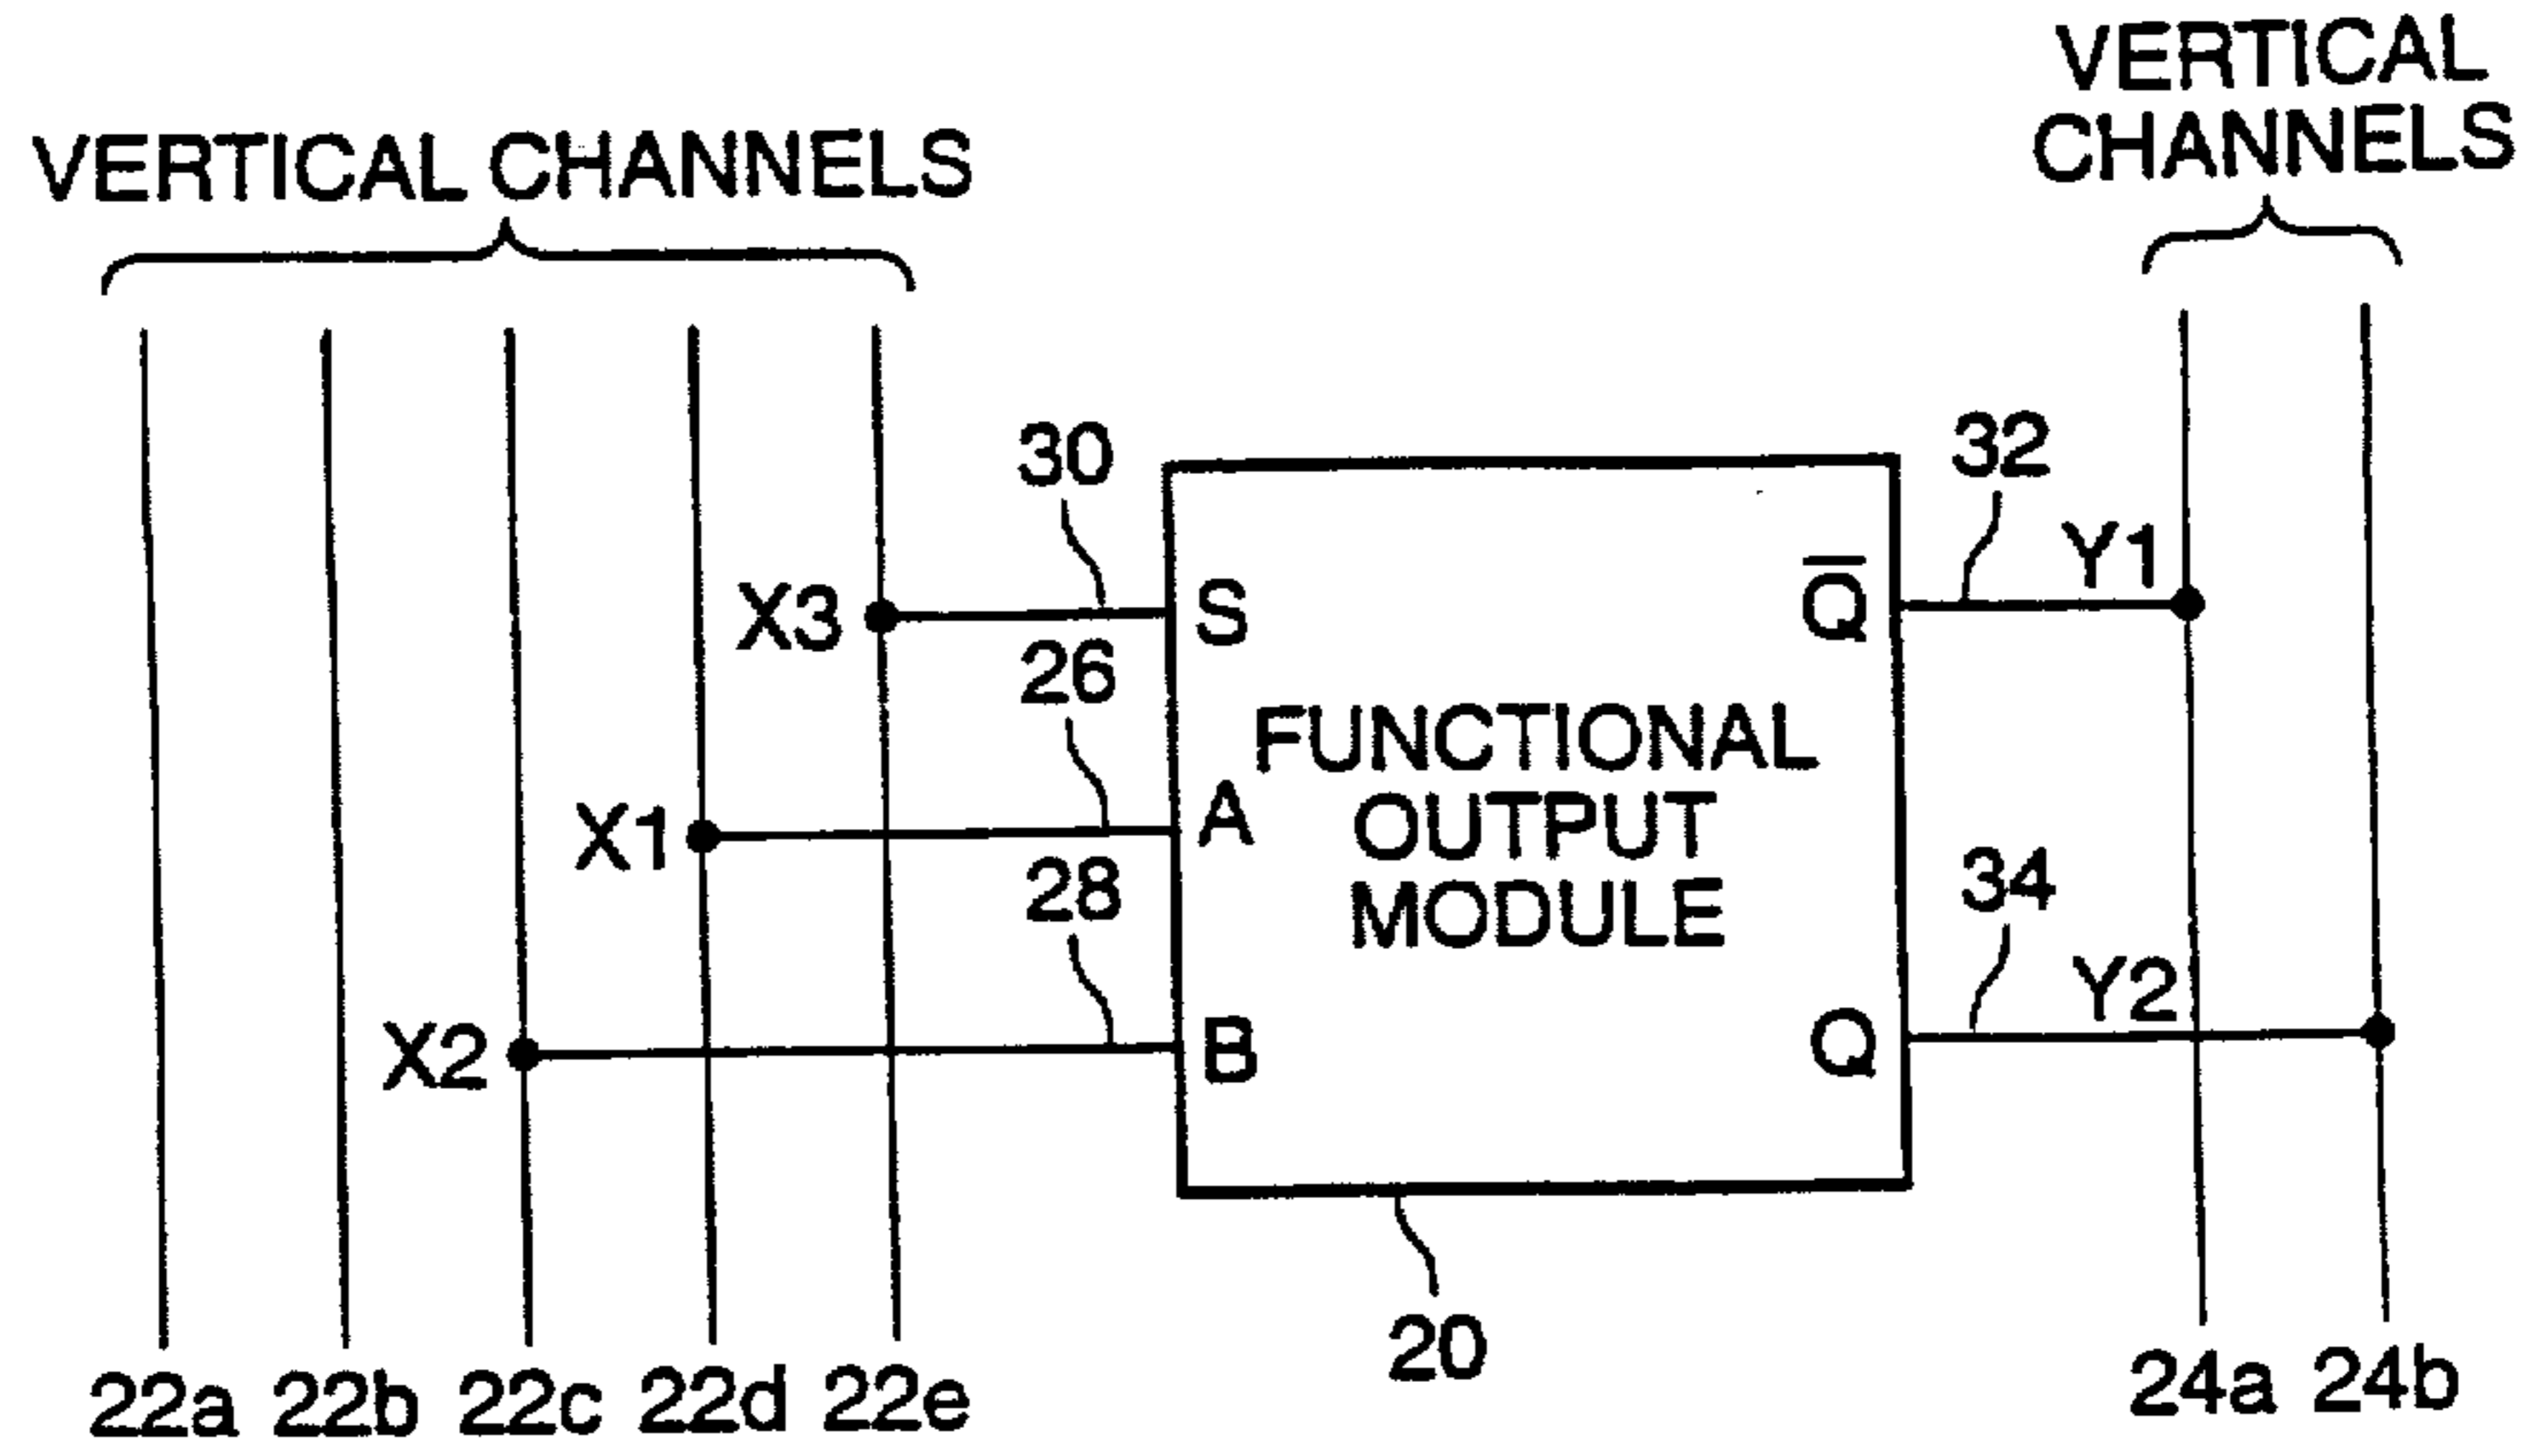 VERTICAL
CHANNELS
VERTICAL CHANNELS
30
32
X3
S
Q̅
Y1
26
X1
A
FUNCTIONAL
OUTPUT
MODULE
28
34
X2
B
Q
Y2
20
22a 22b 22c 22d 22e
24a 24b